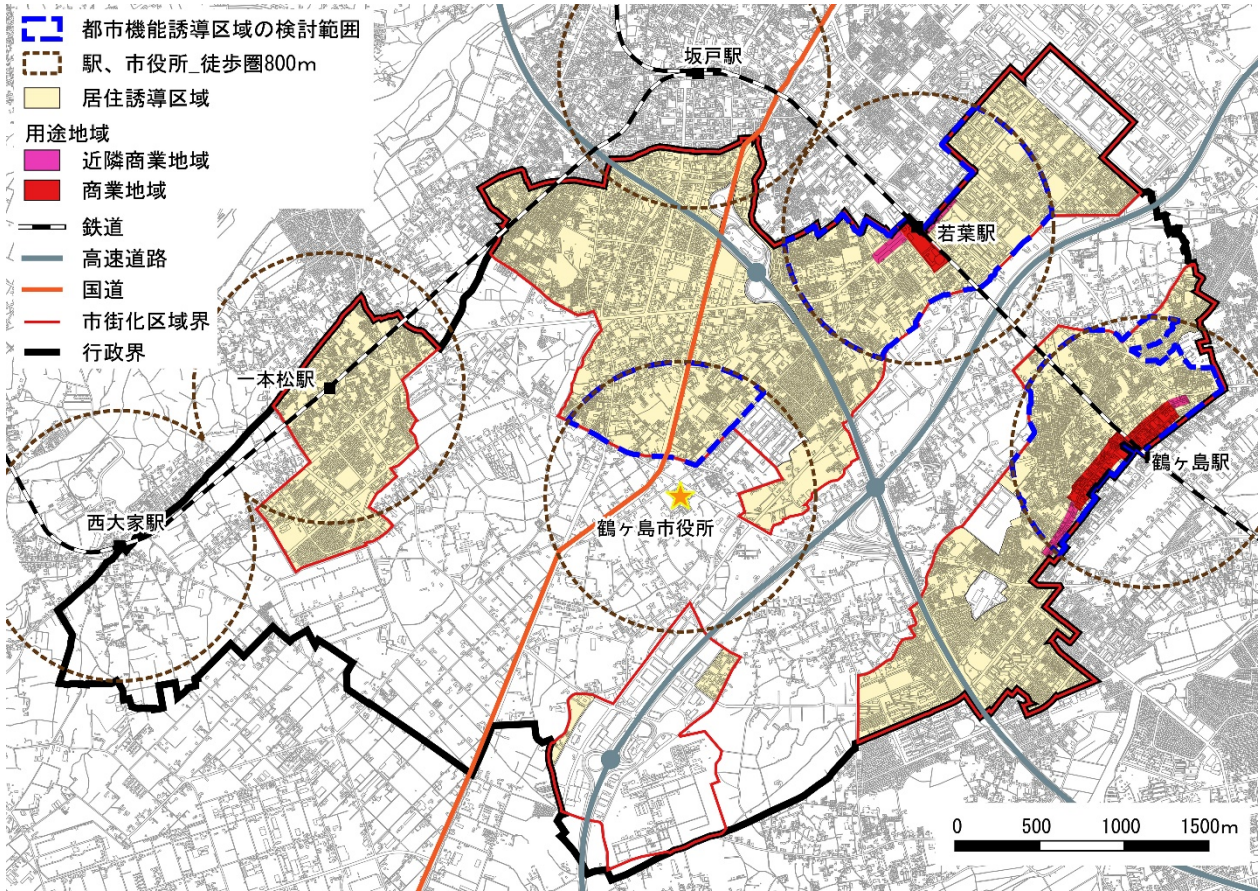 都市機能誘導区域の検討範囲
駅、市役所_徒歩圏800m
居住誘導区域
用途地域
近隣商業地域
商業地域
鉄道
高速道路
国道
市街化区域界
行政界
坂戸駅
若葉駅
一本松駅
鶴ヶ島駅
西大家駅
鶴ヶ島市役所
0 500 1000 1500m